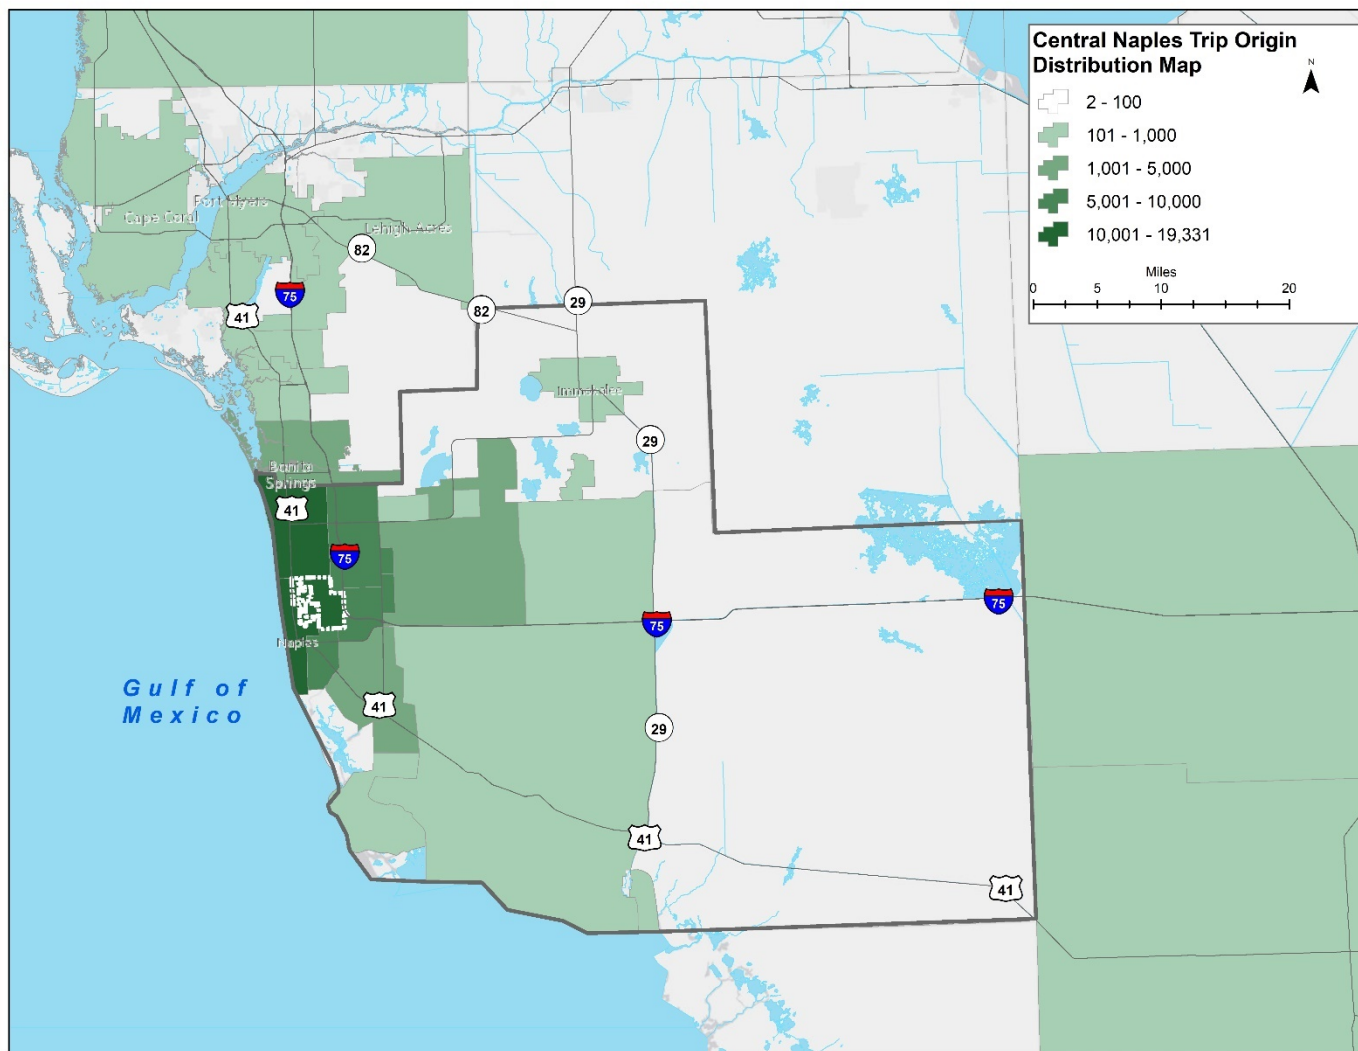 Central Naples Trip Origin
Distribution Map
N
2 - 100
101 - 1,000
1,001 - 5,000
5,001 - 10,000
10,001 - 19,331
Miles
0 5 10 20
Fort Myers
Cape Coral
Lehigh Acres
82
75
41
82
29
Immokalee
29
Bonita
Springs
41
75
75
75
Naples
Gulf of
Mexico
41
29
41
41